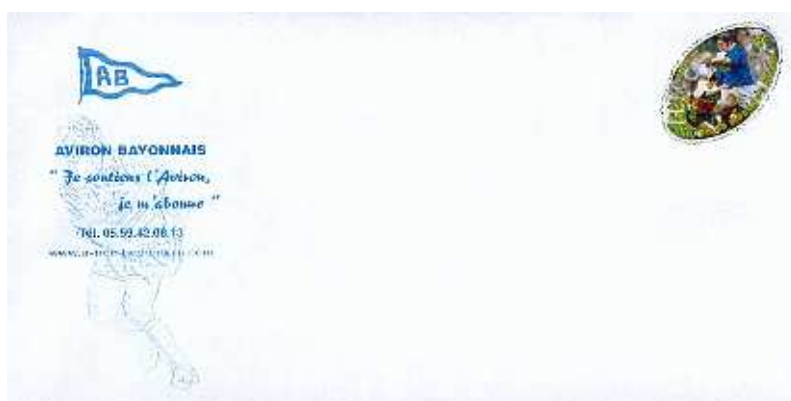 AB
AVIRON BAYONNAIS
" Je soutiens l'Aviron,
je m'abonne "
Tél. 05.59.42.08.13